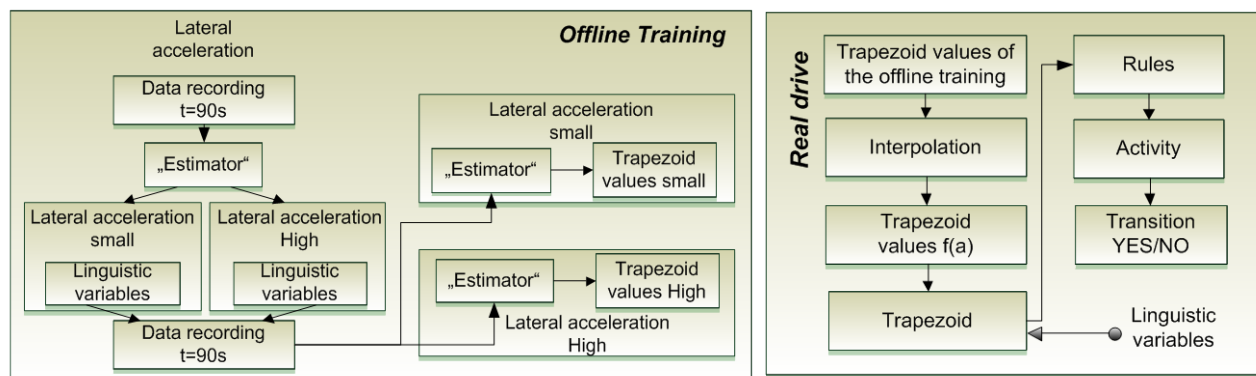 Lateral
acceleration
Offline Training
Data recording
t=90s
„Estimator“
Lateral acceleration
small
Linguistic
variables
Lateral acceleration
High
Linguistic
variables
Data recording
t=90s
Lateral acceleration
small
„Estimator“
Trapezoid
values small
„Estimator“
Trapezoid
values High
Lateral acceleration
High
Real drive
Trapezoid values of
the offline training
Interpolation
Trapezoid
values f(a)
Trapezoid
Rules
Activity
Transition
YES/NO
Linguistic
variables